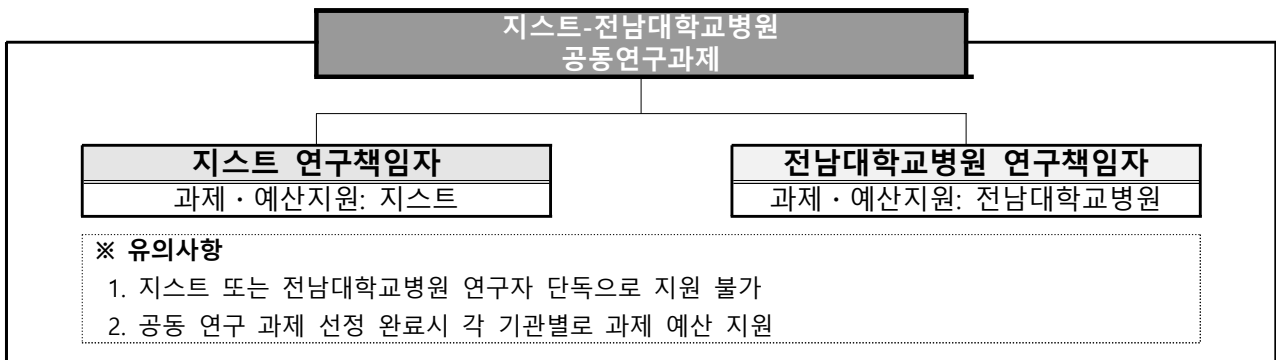 지스트-전남대학교병원
공동연구과제
지스트 연구책임자
과제・예산지원: 지스트
전남대학교병원 연구책임자
과제・예산지원: 전남대학교병원
※ 유의사항
1. 지스트 또는 전남대학교병원 연구자 단독으로 지원 불가
2. 공동 연구 과제 선정 완료시 각 기관별로 과제 예산 지원